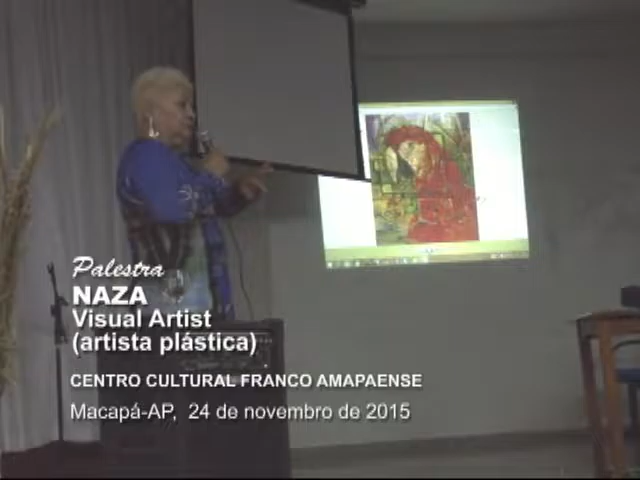 Palestra
NAZA
Visual Artist
(artista plástica)
CENTRO CULTURAL FRANCO AMAPAENSE
Macapá-AP, 24 de novembro de 2015